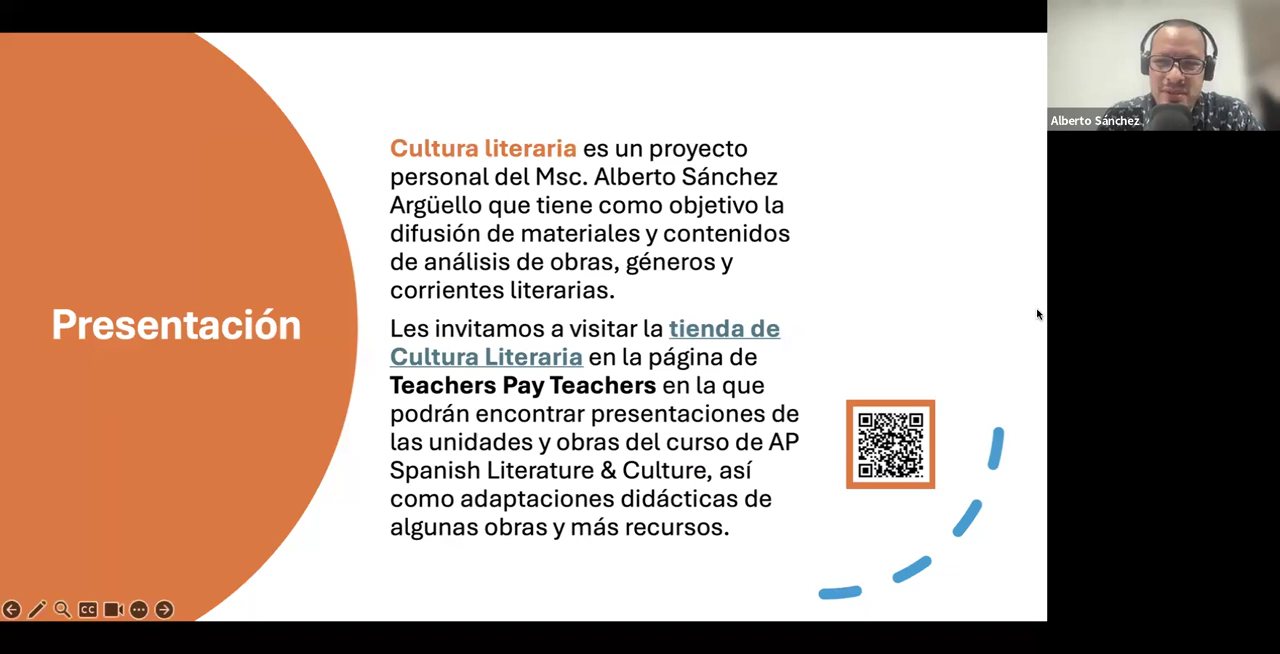 Presentación
Cultura literaria es un proyecto
personal del Msc. Alberto Sánchez
Argüello que tiene como objetivo la
difusión de materiales y contenidos
de análisis de obras, géneros y
corrientes literarias.
Les invitamos a visitar la tienda de
Cultura Literaria en la página de
Teachers Pay Teachers en la que
podrán encontrar presentaciones de
las unidades y obras del curso de AP
Spanish Literature & Culture, así
como adaptaciones didácticas de
algunas obras y más recursos.
Alberto Sánchez
CC